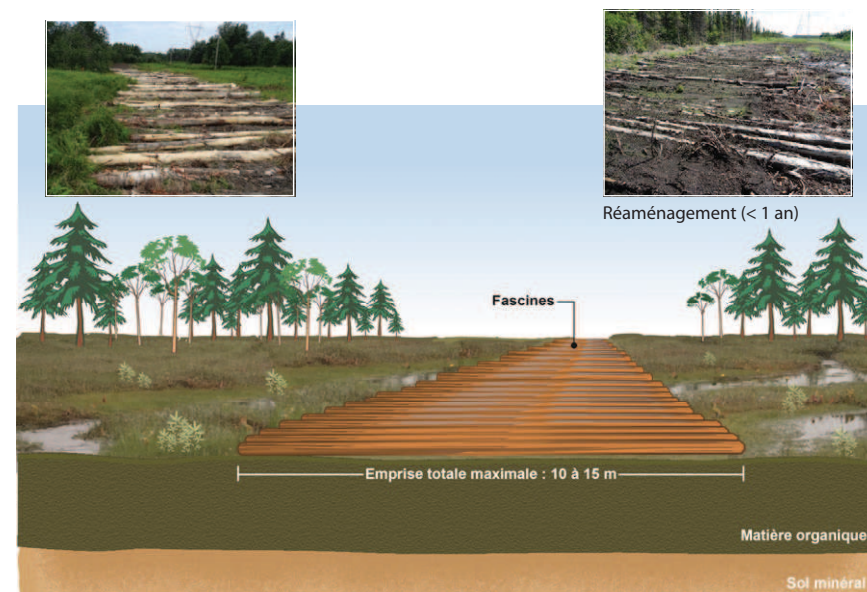 Réaménagement (< 1 an)
Fascines
Emprise totale maximale : 10 à 15 m
Matière organique
Sol minéral